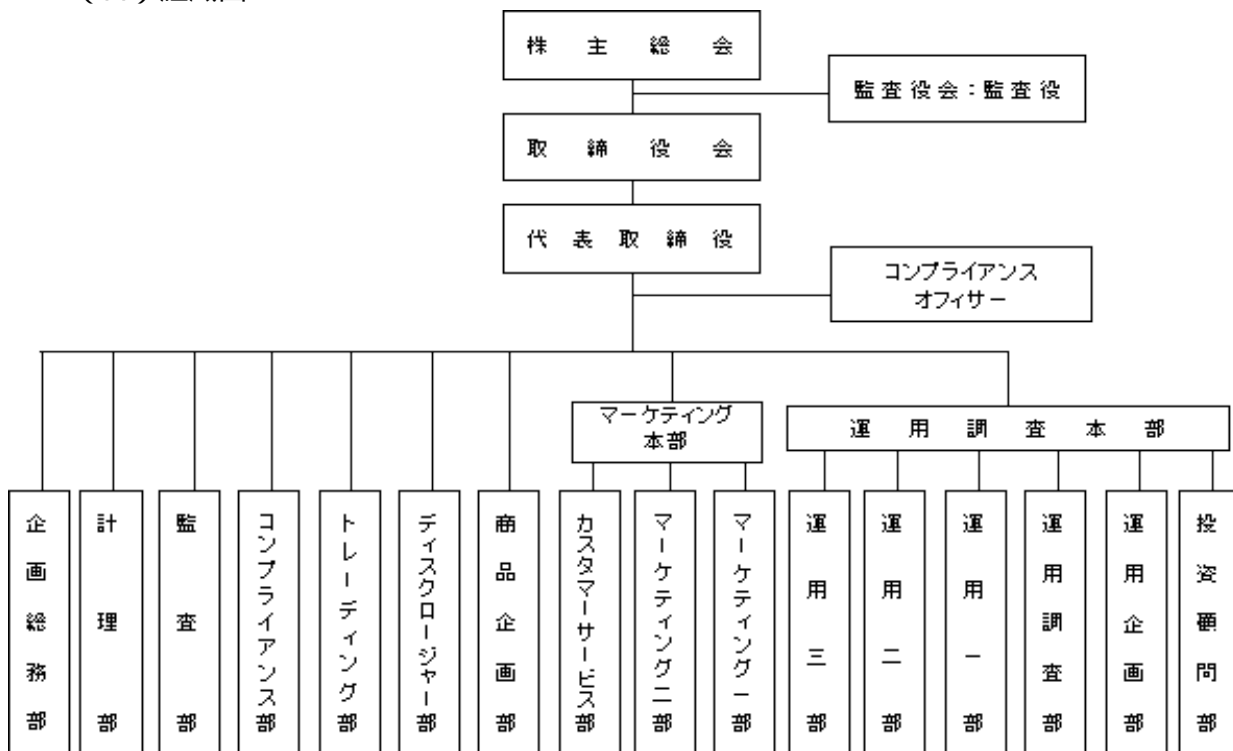 株主総会
監査役会：監査役
取締役会
代表取締役
コンプライアンス
オフィサー
マーケティング
本部
運用調査本部
企画総務部
計理部
監査部
コンプライアンス部
トレーディング部
ディスクロージャー部
商品企画部
カスタマーサービス部
マーケティング二部
マーケティング一部
運用三部
運用二部
運用一部
運用調査部
運用企画部
投資顧問部